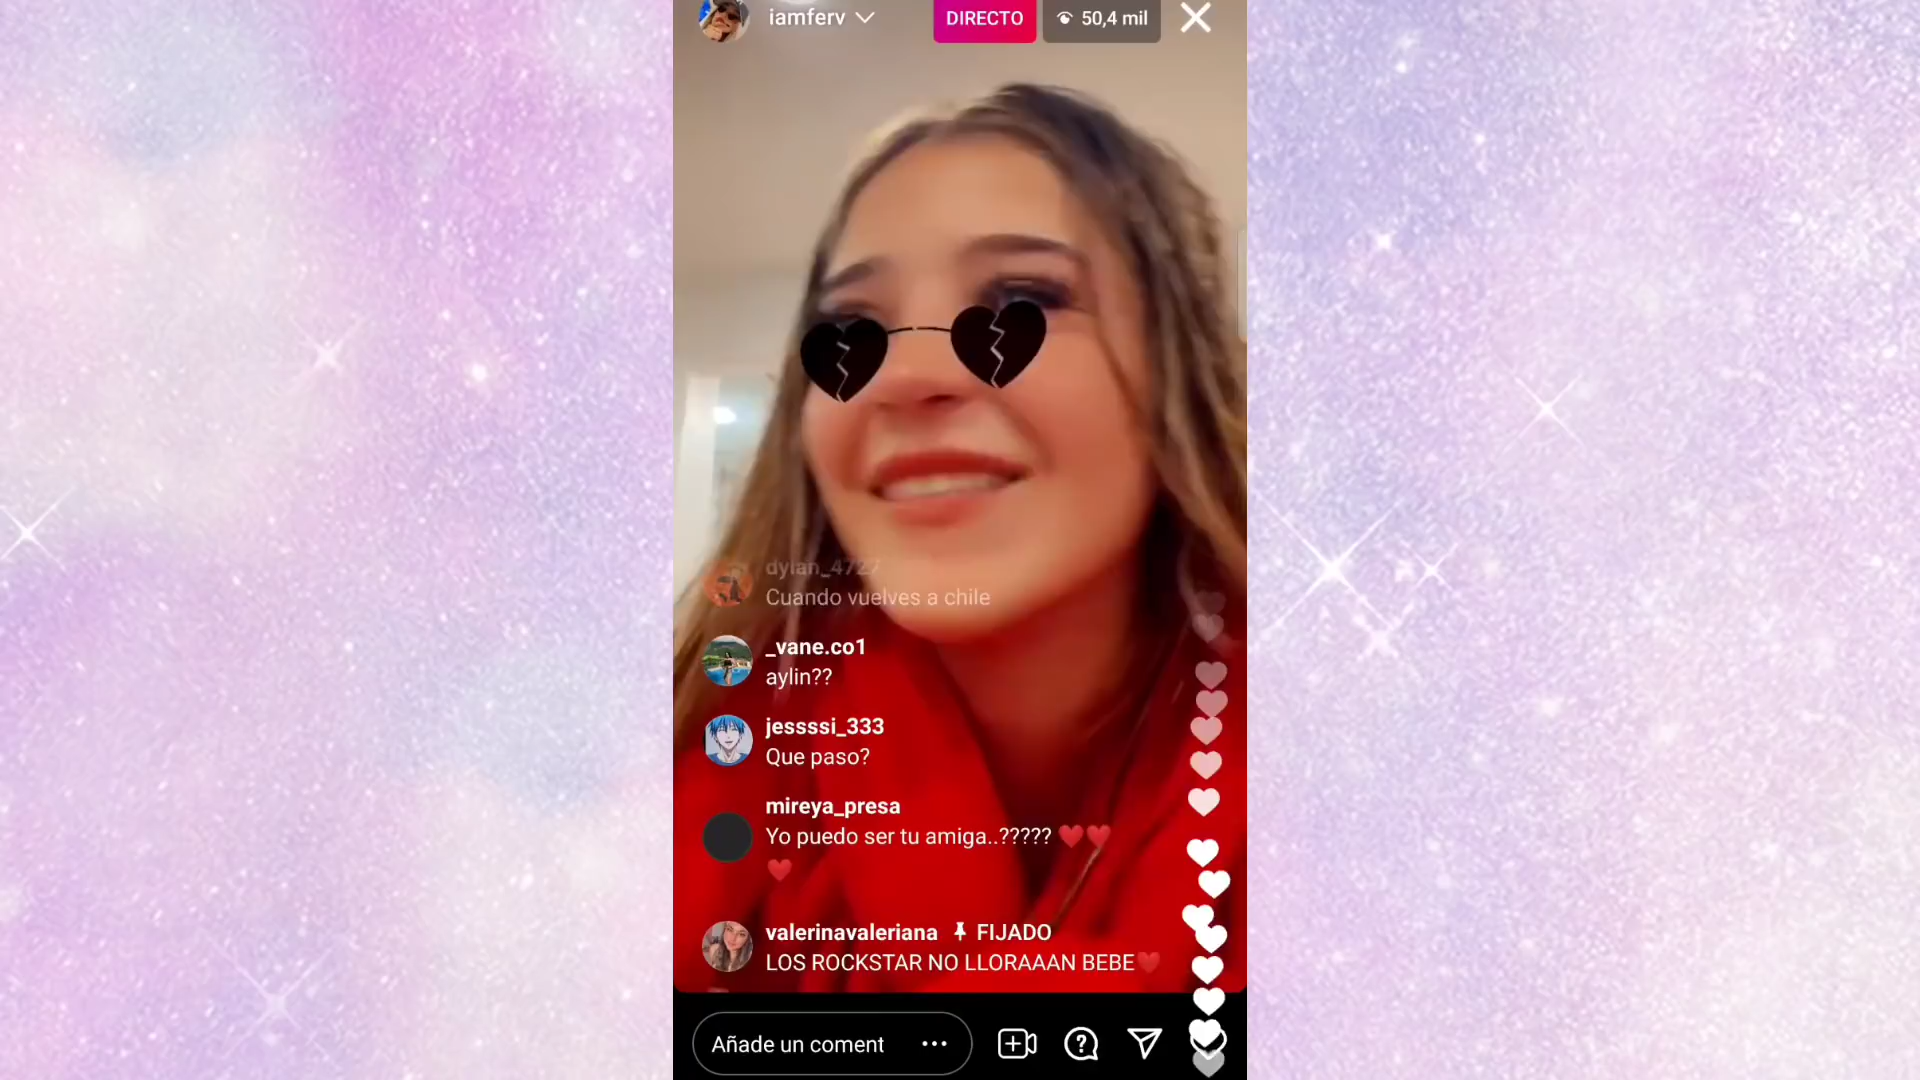 iamferv
DIRECTO
50,4 mil
dylan_4727
Cuando vuelves a chile
_vane.co1
aylin??
jessssi_333
Que paso?
mireya_presa
Yo puedo ser tu amiga..????? ❤️❤️
❤️
valerinavaleriana FIJADO
LOS ROCKSTAR NO LLORAAAN BEBE❤️
Añade un coment